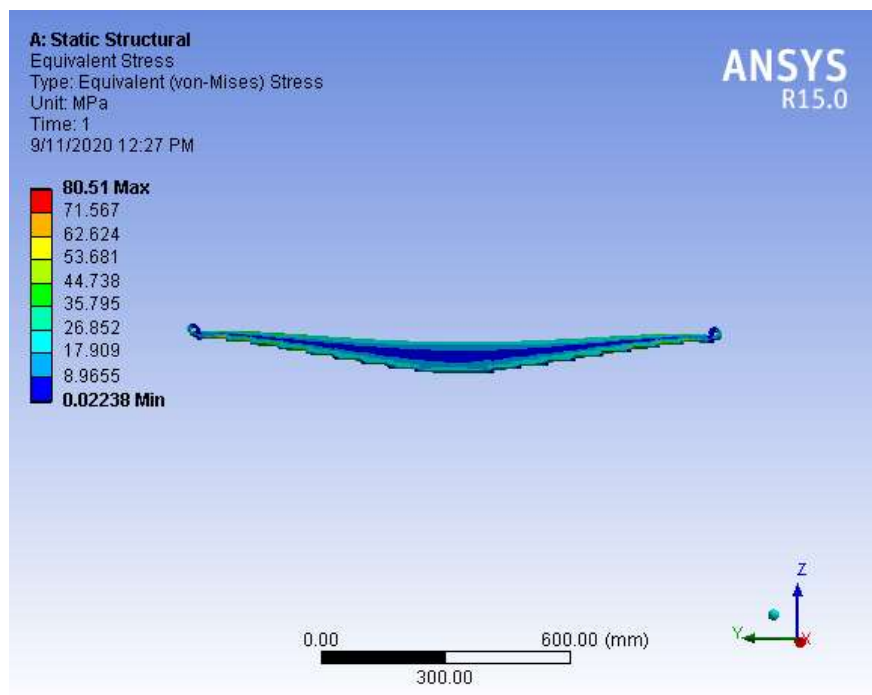 A: Static Structural
Equivalent Stress
Type: Equivalent (von-Mises) Stress
Unit: MPa
Time: 1
9/11/2020 12:27 PM
ANSYS
R15.0
80.51 Max
71.567
62.624
53.681
44.738
35.795
26.852
17.909
8.9655
0.02238 Min
0.00
600.00 (mm)
300.00
Z
Y
X